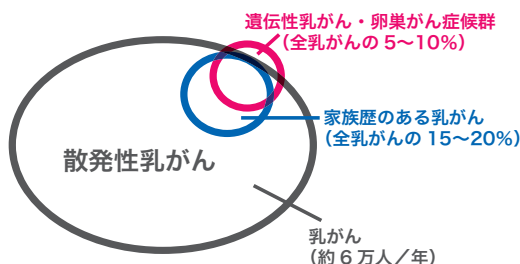 遺伝性乳がん・卵巣がん症候群
（全乳がんの 5〜10%）
家族歴のある乳がん
（全乳がんの 15〜20%）
散発性乳がん
乳がん
（約 6 万人／年）